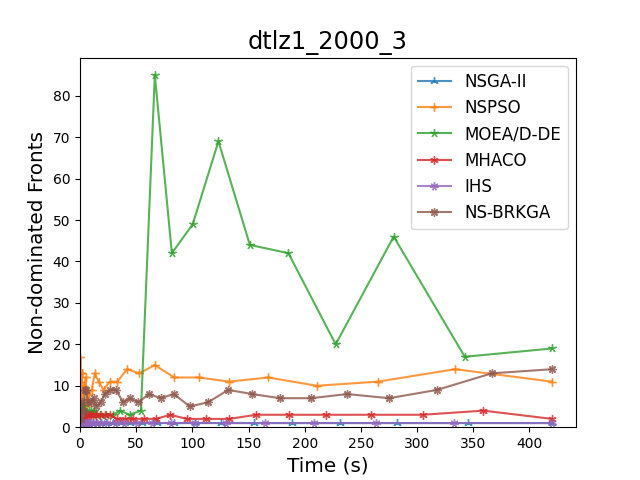 dtlz1_2000_3
Non-dominated Fronts
80
70
60
50
40
30
20
10
0
0 50 100 150 200 250 300 350 400
Time (s)
NSGA-II
NSPSO
MOEA/D-DE
MHACO
IHS
NS-BRKGA